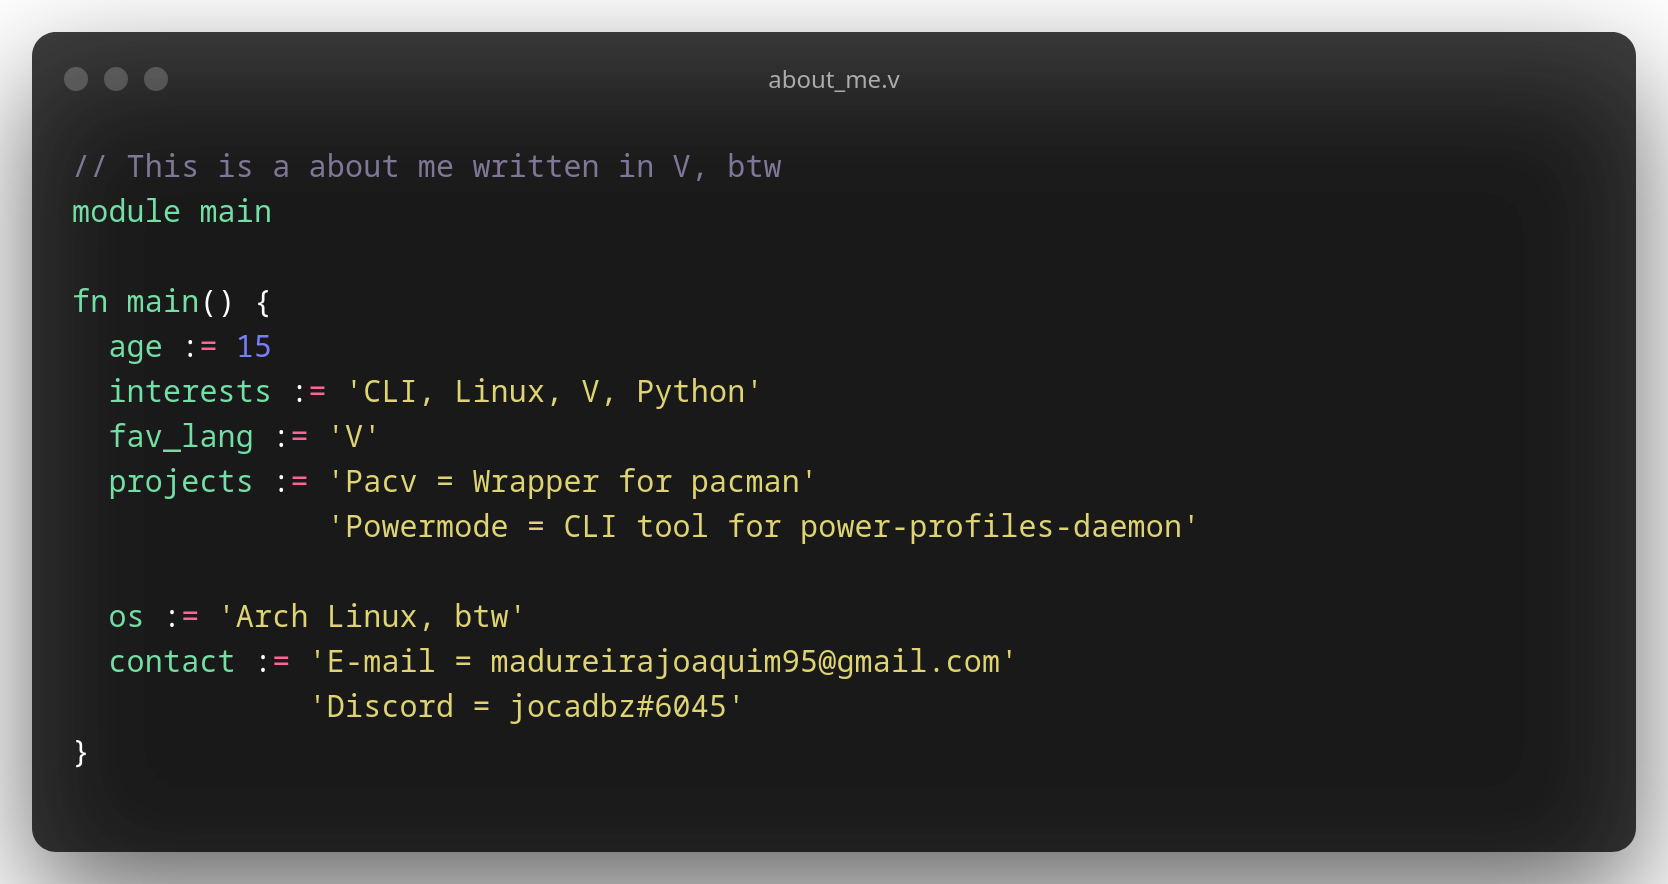 about_me.v
// This is a about me written in V, btw
module main
fn main() {
age := 15
interests := 'CLI, Linux, V, Python'
fav_lang := 'V'
projects := 'Pacv = Wrapper for pacman'
'Powermode = CLI tool for power-profiles-daemon'
os := 'Arch Linux, btw'
contact := 'E-mail = madureirajoaquim95@gmail.com'
'Discord = jocadbz#6045'
}